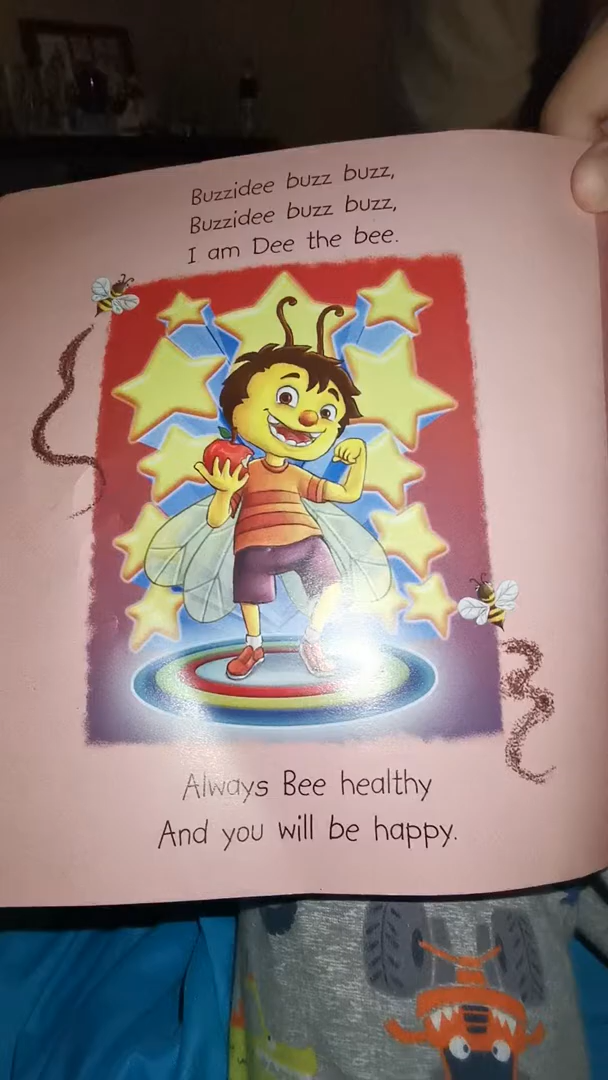 Buzzidee buzz buzz,
Buzzidee buzz buzz,
I am Dee the bee.
Always Bee healthy
And you will be happy.